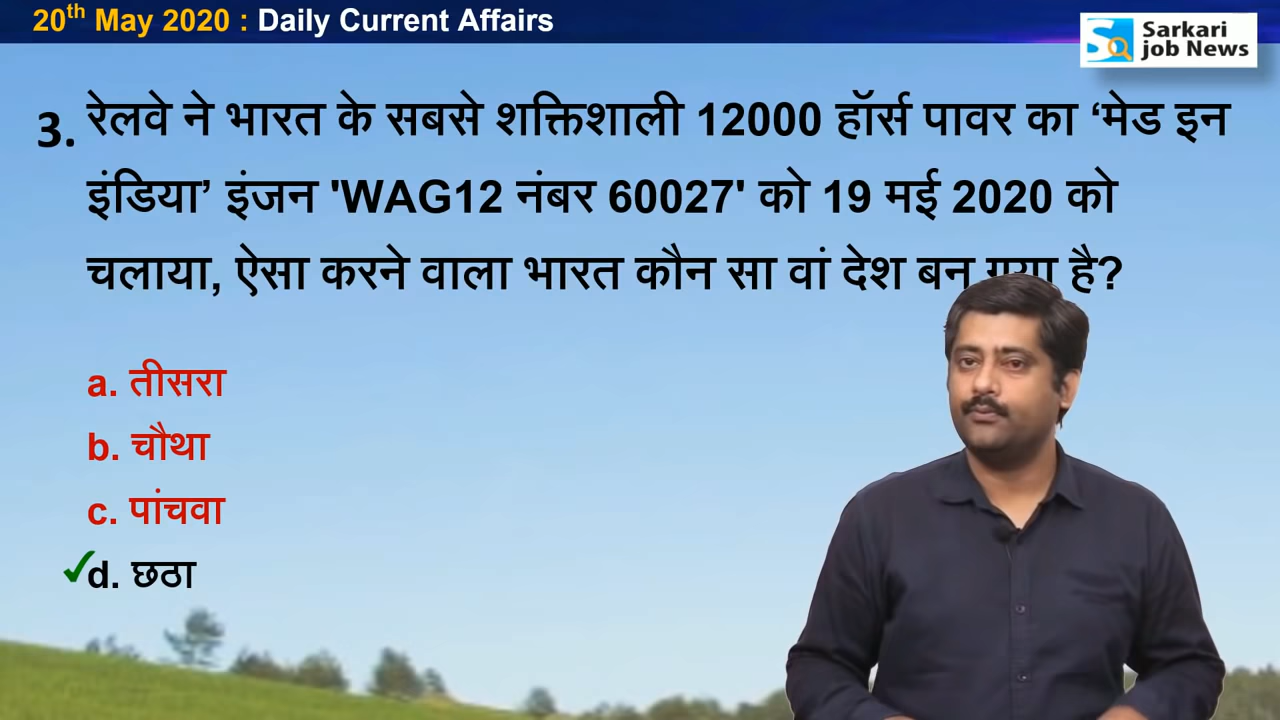 20th May 2020 : Daily Current Affairs
Sarkari
job News
3. रेलवे ने भारत के सबसे शक्तिशाली 12000 हॉर्स पावर का ‘मेड इन
इंडिया’ इंजन 'WAG12 नंबर 60027' को 19 मई 2020 को
चलाया, ऐसा करने वाला भारत कौन सा वां देश बन गया है?
a. तीसरा
b. चौथा
c. पांचवा
d. छठा